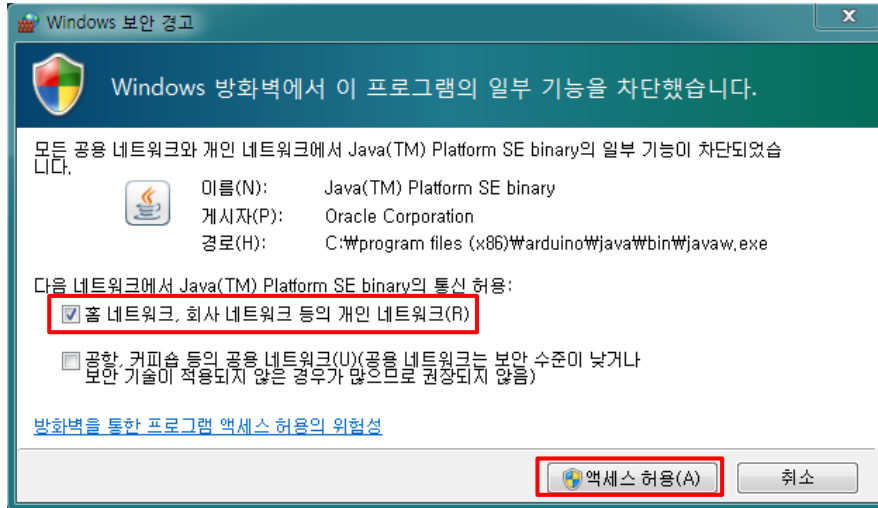 Windows 보안 경고
Windows 방화벽에서 이 프로그램의 일부 기능을 차단했습니다.
모든 공용 네트워크와 개인 네트워크에서 Java(TM) Platform SE binary의 일부 기능이 차단되었습
니다.
이름(N): Java(TM) Platform SE binary
게시자(P): Oracle Corporation
경로(H): C:₩program files (x86)₩arduino₩java₩bin₩javaw.exe
다음 네트워크에서 Java(TM) Platform SE binary의 통신 허용:
홈 네트워크, 회사 네트워크 등의 개인 네트워크(R)
공항, 커피숍 등의 공용 네트워크(U)(공용 네트워크는 보안 수준이 낮거나
보안 기술이 적용되지 않은 경우가 많으므로 권장되지 않음)
방화벽을 통한 프로그램 액세스 허용의 위험성
액세스 허용(A)
취소